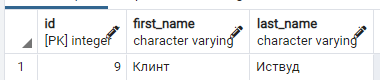 id first_name last_name
[PK] integer character varying character varying
1 9 Клинт Иствуд